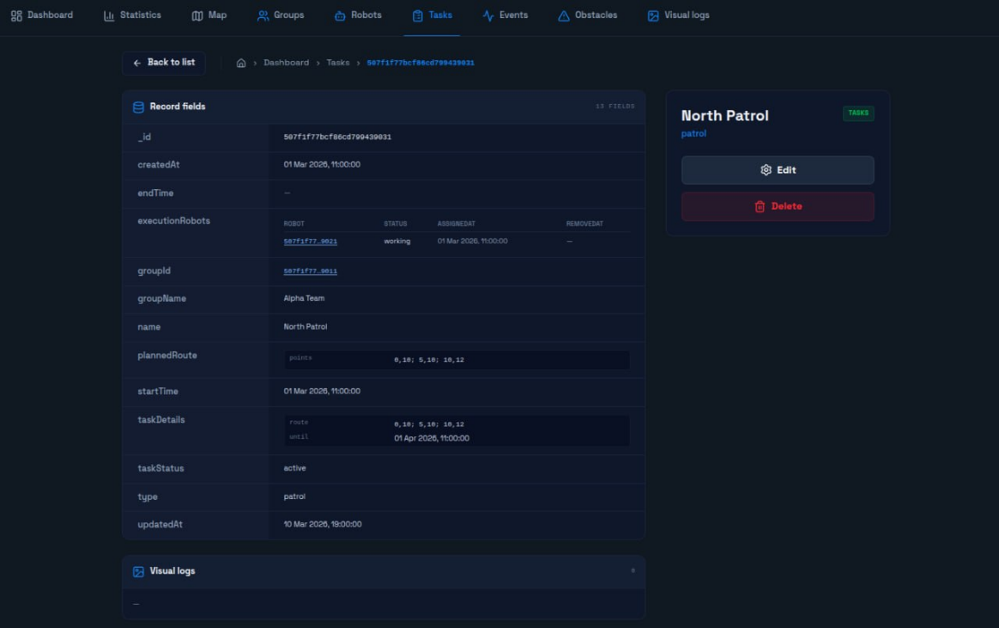 Dashboard Statistics Map Groups Robots Tasks Events Obstacles Visual logs
← Back to list › Dashboard › Tasks › 507f1f77bcf86cd799439031
Record fields 13 FIELDS
_id 507f1f77bcf86cd799439031
createdAt 01 Mar 2026, 11:00:00
endTime —
executionRobots ROBOT STATUS ASSIGNEDAT REMOVEDAT
507f1f77…9021 working 01 Mar 2026, 11:00:00 —
groupId 507f1f77…9011
groupName Alpha Team
name North Patrol
plannedRoute points 0,10; 5,10; 10,12
startTime 01 Mar 2026, 11:00:00
taskDetails route 0,10; 5,10; 10,12
until 01 Apr 2026, 11:00:00
taskStatus active
type patrol
updatedAt 10 Mar 2026, 19:00:00
Visual logs 0
—
North Patrol TASKS
patrol
Edit
Delete